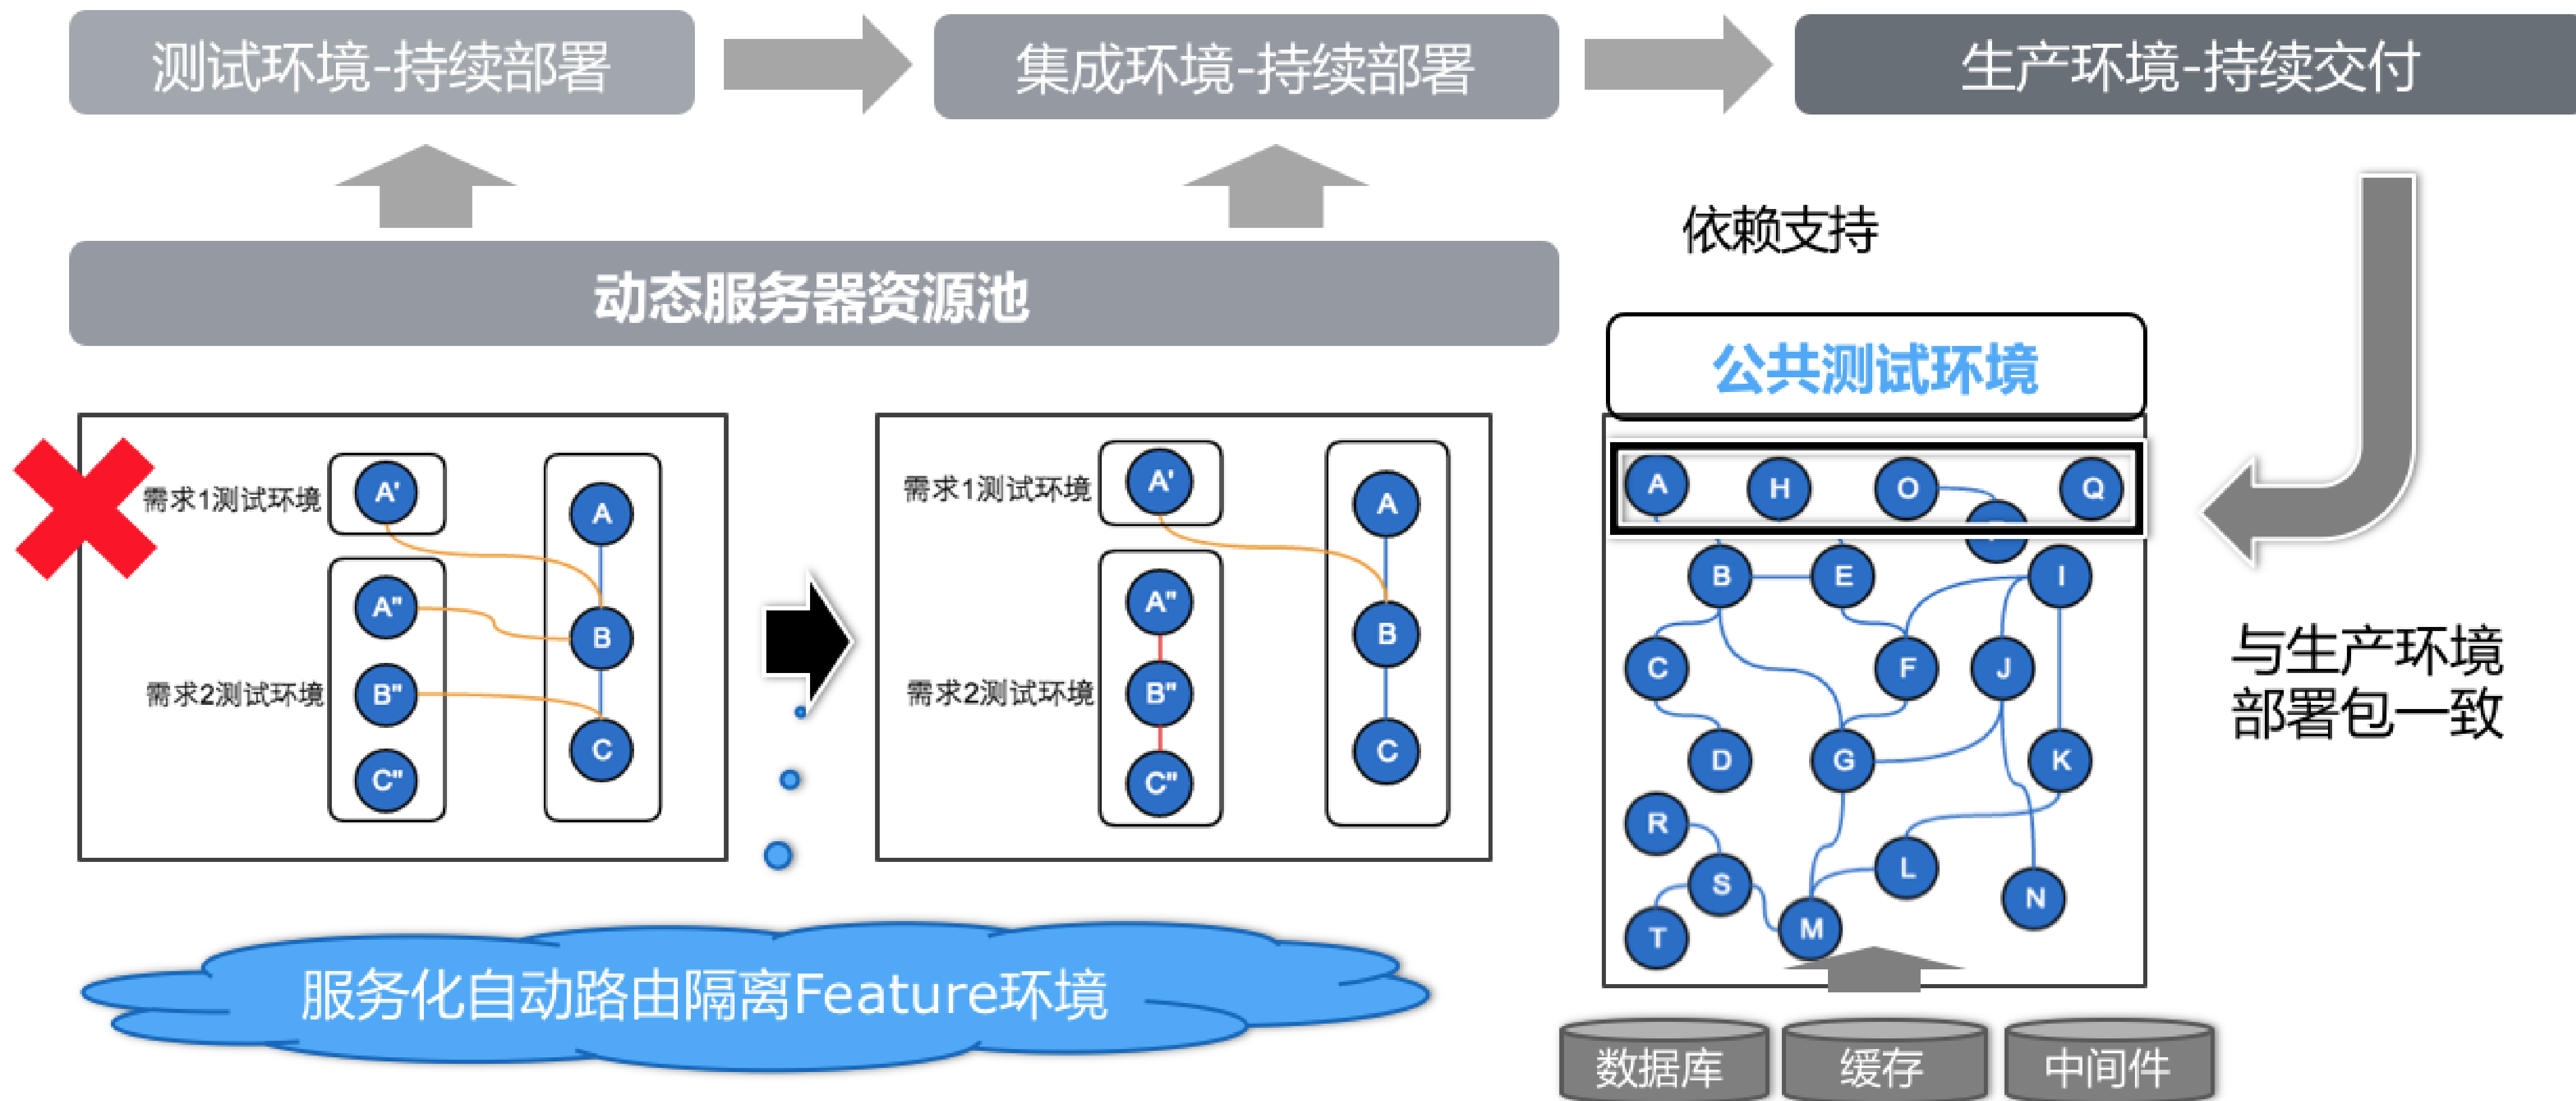 测试环境-持续部署
集成环境-持续部署
生产环境-持续交付
依赖支持
动态服务器资源池
公共测试环境
需求1测试环境
A'
A
A"
B
需求2测试环境
B"
C"
C
需求1测试环境
A'
A
A"
B
需求2测试环境
B"
C"
C
A
H
O
Q
B
E
I
C
F
J
D
G
K
R
L
S
N
T
M
与生产环境
部署包一致
服务化自动路由隔离Feature环境
数据库
缓存
中间件